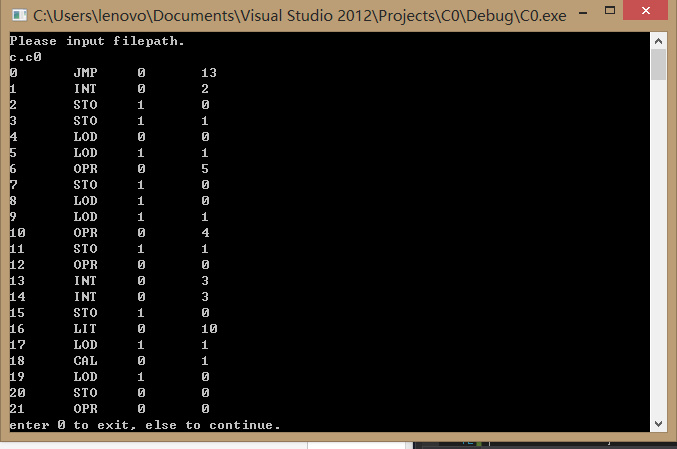 C:\Users\lenovo\Documents\Visual Studio 2012\Projects\C0\Debug\C0.exe
Please input filepath.
c.c0
0 JMP 0 13
1 INT 0 2
2 STO 1 0
3 STO 1 1
4 LOD 0 0
5 LOD 1 1
6 OPR 0 5
7 STO 1 0
8 LOD 1 0
9 LOD 1 1
10 OPR 0 4
11 STO 1 1
12 OPR 0 0
13 INT 0 3
14 INT 0 3
15 STO 1 0
16 LIT 0 10
17 LOD 1 1
18 CAL 0 1
19 LOD 1 0
20 STO 0 0
21 OPR 0 0
enter 0 to exit, else to continue.